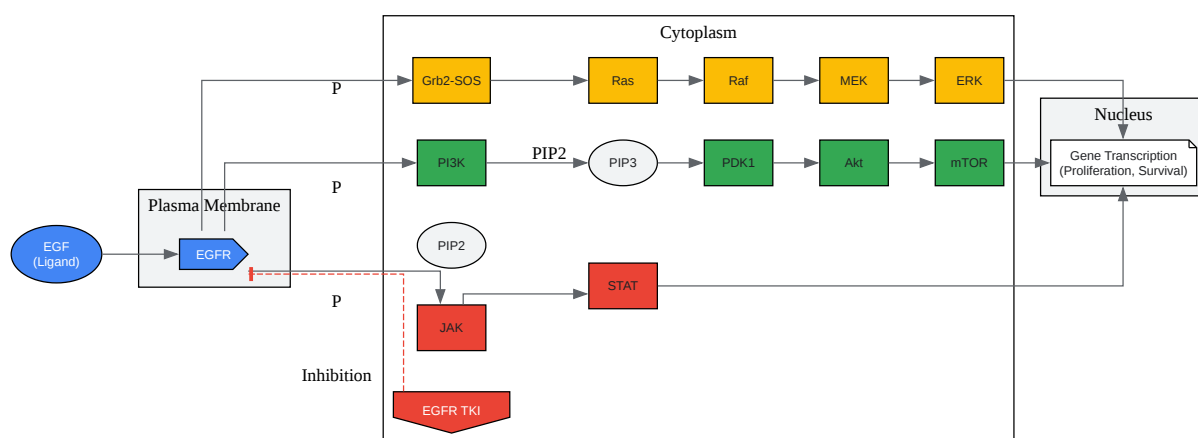 Cytoplasm
P
Grb2-SOS
Ras
Raf
MEK
ERK
Nucleus
P
PI3K
PIP2
PIP3
PDK1
Akt
mTOR
Gene Transcription
(Proliferation, Survival)
Plasma Membrane
EGF
(Ligand)
EGFR
PIP2
P
JAK
STAT
Inhibition
EGFR TKI